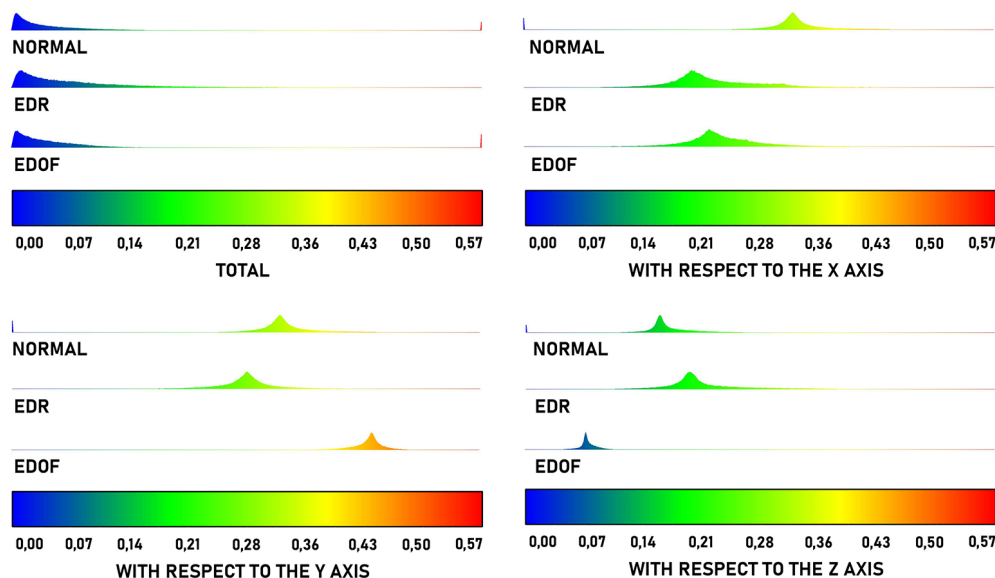 NORMAL
EDR
EDOF
0,00 0,07 0,14 0,21 0,28 0,36 0,43 0,50 0,57
TOTAL
NORMAL
EDR
EDOF
0,00 0,07 0,14 0,21 0,28 0,36 0,43 0,50 0,57
WITH RESPECT TO THE X AXIS
NORMAL
EDR
EDOF
0,00 0,07 0,14 0,21 0,28 0,36 0,43 0,50 0,57
WITH RESPECT TO THE Y AXIS
NORMAL
EDR
EDOF
0,00 0,07 0,14 0,21 0,28 0,36 0,43 0,50 0,57
WITH RESPECT TO THE Z AXIS